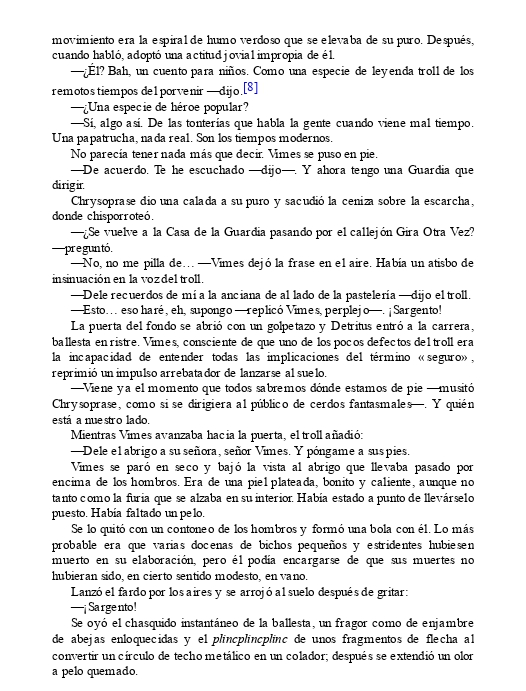 movimiento era la espiral de humo verdoso que se elevaba de su puro. Después,
cuando habló, adoptó una actitud jovial impropia de él.
—¿Él? Bah, un cuento para niños. Como una especie de leyenda troll de los
remotos tiempos del porvenir —dijo.[8]
—¿Una especie de héroe popular?
—Sí, algo así. De las tonterías que habla la gente cuando viene mal tiempo.
Una paparrucha, nada real. Son los tiempos modernos.
No parecía tener nada más que decir. Vimes se puso en pie.
—De acuerdo. Te he escuchado —dijo—. Y ahora tengo una Guardia que
dirigir.
Chrysoprase dio una calada a su puro y sacudió la ceniza sobre la escarcha,
donde chisporroteó.
—¿Se vuelve a la Casa de la Guardia pasando por el callejón Gira Otra Vez?
—preguntó.
—No, no me pilla de… —Vimes dejó la frase en el aire. Había un atisbo de
insinuación en la voz del troll.
—Dele recuerdos de mí a la anciana de al lado de la pastelería —dijo el troll.
—Esto… eso haré, eh, supongo —replicó Vimes, perplejo—. ¡Sargento!
La puerta del fondo se abrió con un golpetazo y Detritus entró a la carrera,
ballesta en ristre. Vimes, consciente de que uno de los pocos defectos del troll era
la incapacidad de entender todas las implicaciones del término «seguro»,
reprimió un impulso arrebatador de lanzarse al suelo.
—Viene ya el momento que todos sabremos dónde estamos de pie —musitó
Chrysoprase, como si se dirigiera al público de cerdos fantasmales—. Y quién
está a nuestro lado.
Mientras Vimes avanzaba hacia la puerta, el troll añadió:
—Dele el abrigo a su señora, señor Vimes. Y póngame a sus pies.
Vimes se paró en seco y bajó la vista al abrigo que llevaba pasado por
encima de los hombros. Era de una piel plateada, bonito y caliente, aunque no
tanto como la furia que se alzaba en su interior. Había estado a punto de llevárselo
puesto. Había faltado un pelo.
Se lo quitó con un contoneo de los hombros y formó una bola con él. Lo más
probable era que varias docenas de bichos pequeños y estridentes hubiesen
muerto en su elaboración, pero él podía encargarse de que sus muertes no
hubieran sido, en cierto sentido modesto, en vano.
Lanzó el fardo por los aires y se arrojó al suelo después de gritar:
—¡Sargento!
Se oyó el chasquido instantáneo de la ballesta, un fragor como de enjambre
de abejas enloquecidas y el plincplincplinc de unos fragmentos de flecha al
convertir un círculo de techo metálico en un colador; después se extendió un olor
a pelo quemado.